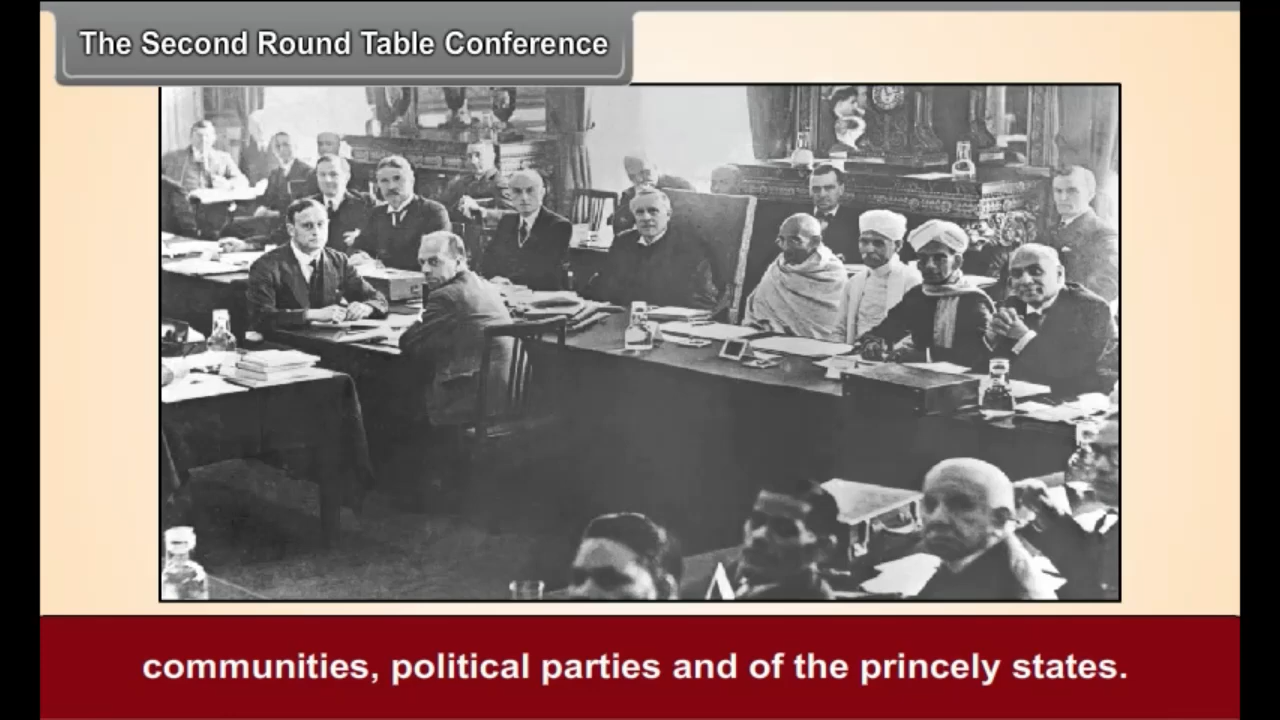 The Second Round Table Conference
communities, political parties and of the princely states.